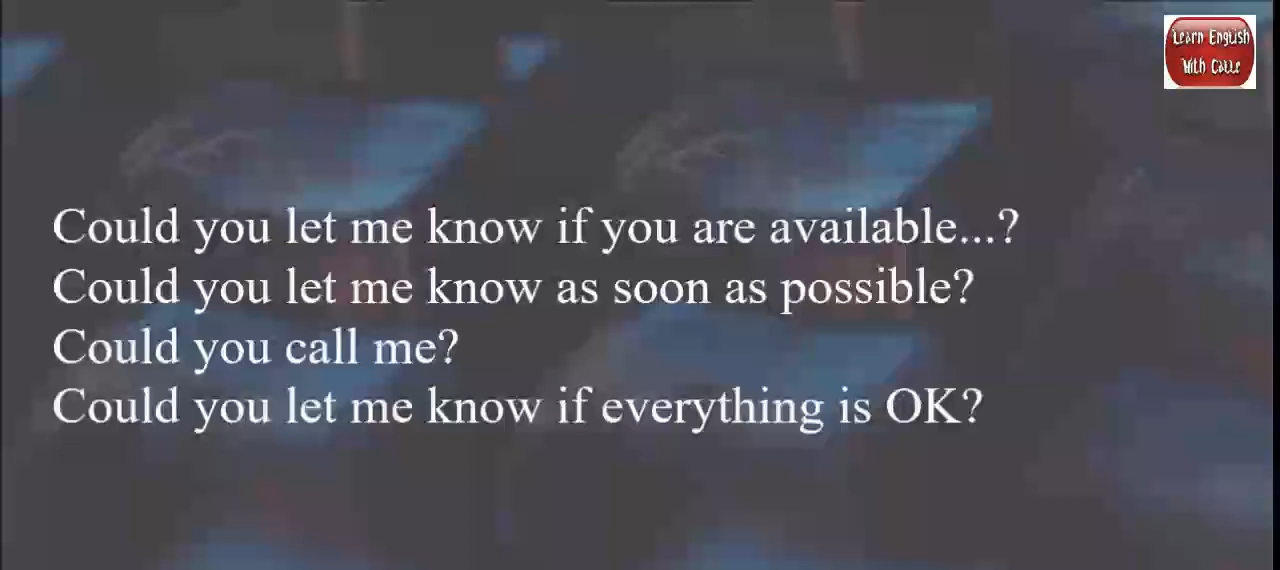 Learn English
With
Could you let me know if you are available...?
Could you let me know as soon as possible?
Could you call me?
Could you let me know if everything is OK?